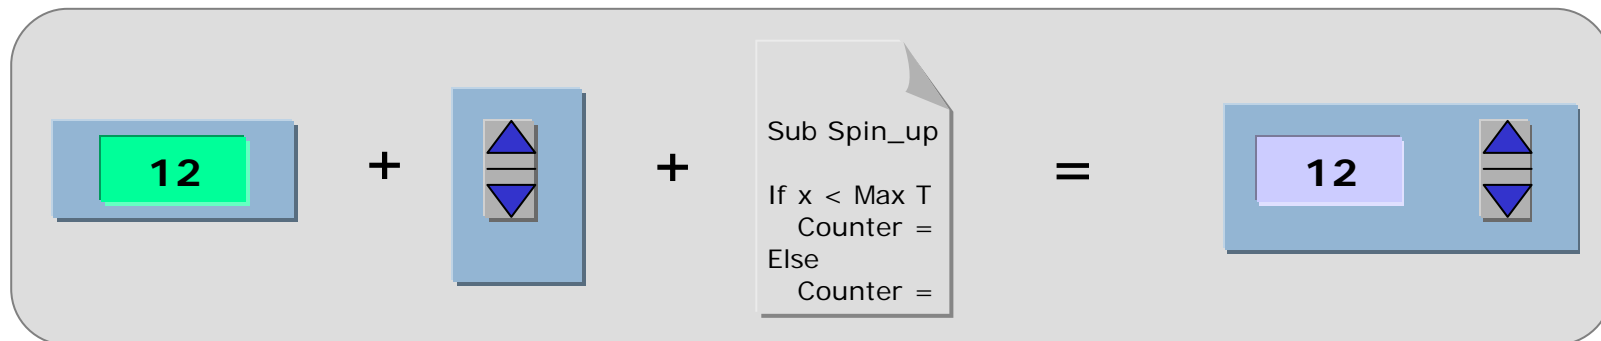 12
+
+
Sub Spin_up
If x < Max T
Counter =
Else
Counter =
=
12